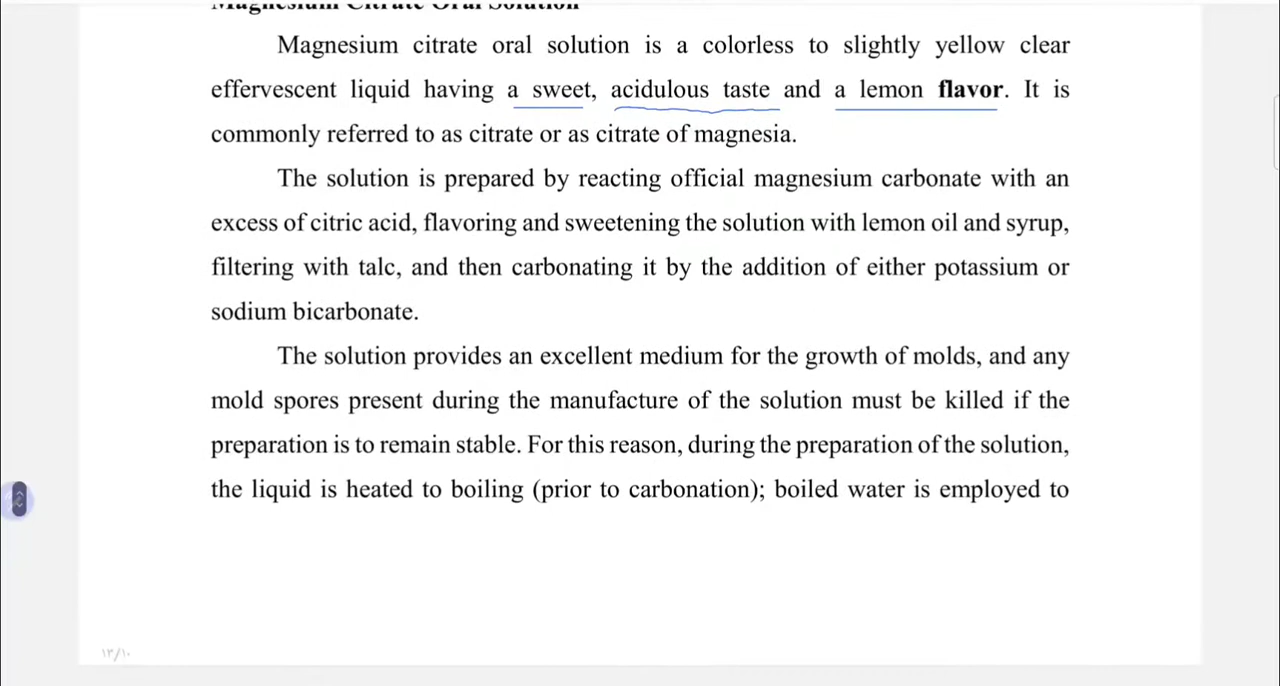 Magnesium Citrate Oral Solution
Magnesium citrate oral solution is a colorless to slightly yellow clear
effervescent liquid having a sweet, acidulous taste and a lemon flavor. It is
commonly referred to as citrate or as citrate of magnesia.
The solution is prepared by reacting official magnesium carbonate with an
excess of citric acid, flavoring and sweetening the solution with lemon oil and syrup,
filtering with talc, and then carbonating it by the addition of either potassium or
sodium bicarbonate.
The solution provides an excellent medium for the growth of molds, and any
mold spores present during the manufacture of the solution must be killed if the
preparation is to remain stable. For this reason, during the preparation of the solution,
the liquid is heated to boiling (prior to carbonation); boiled water is employed to
١٣/١٠